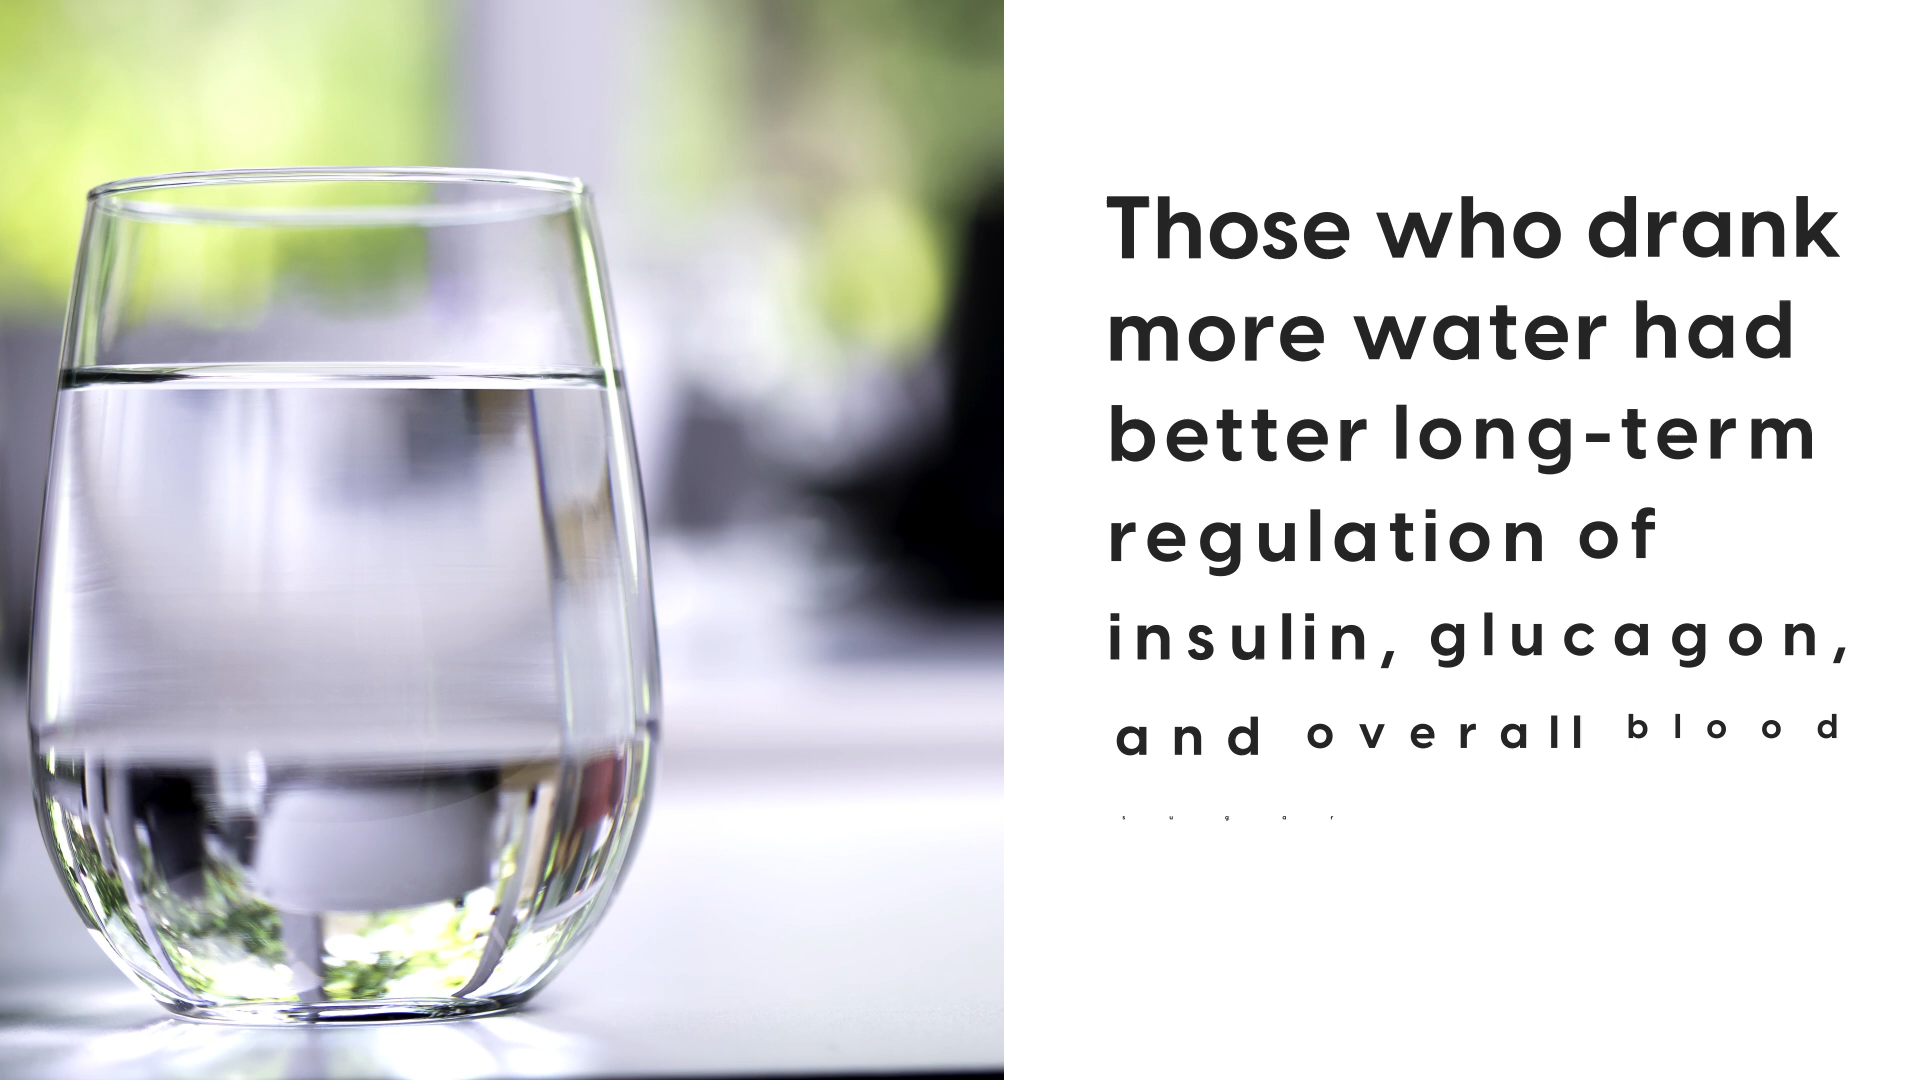 Those who drank
more water had
better long-term
regulation of
insulin, glucagon,
and overall blood
sugar